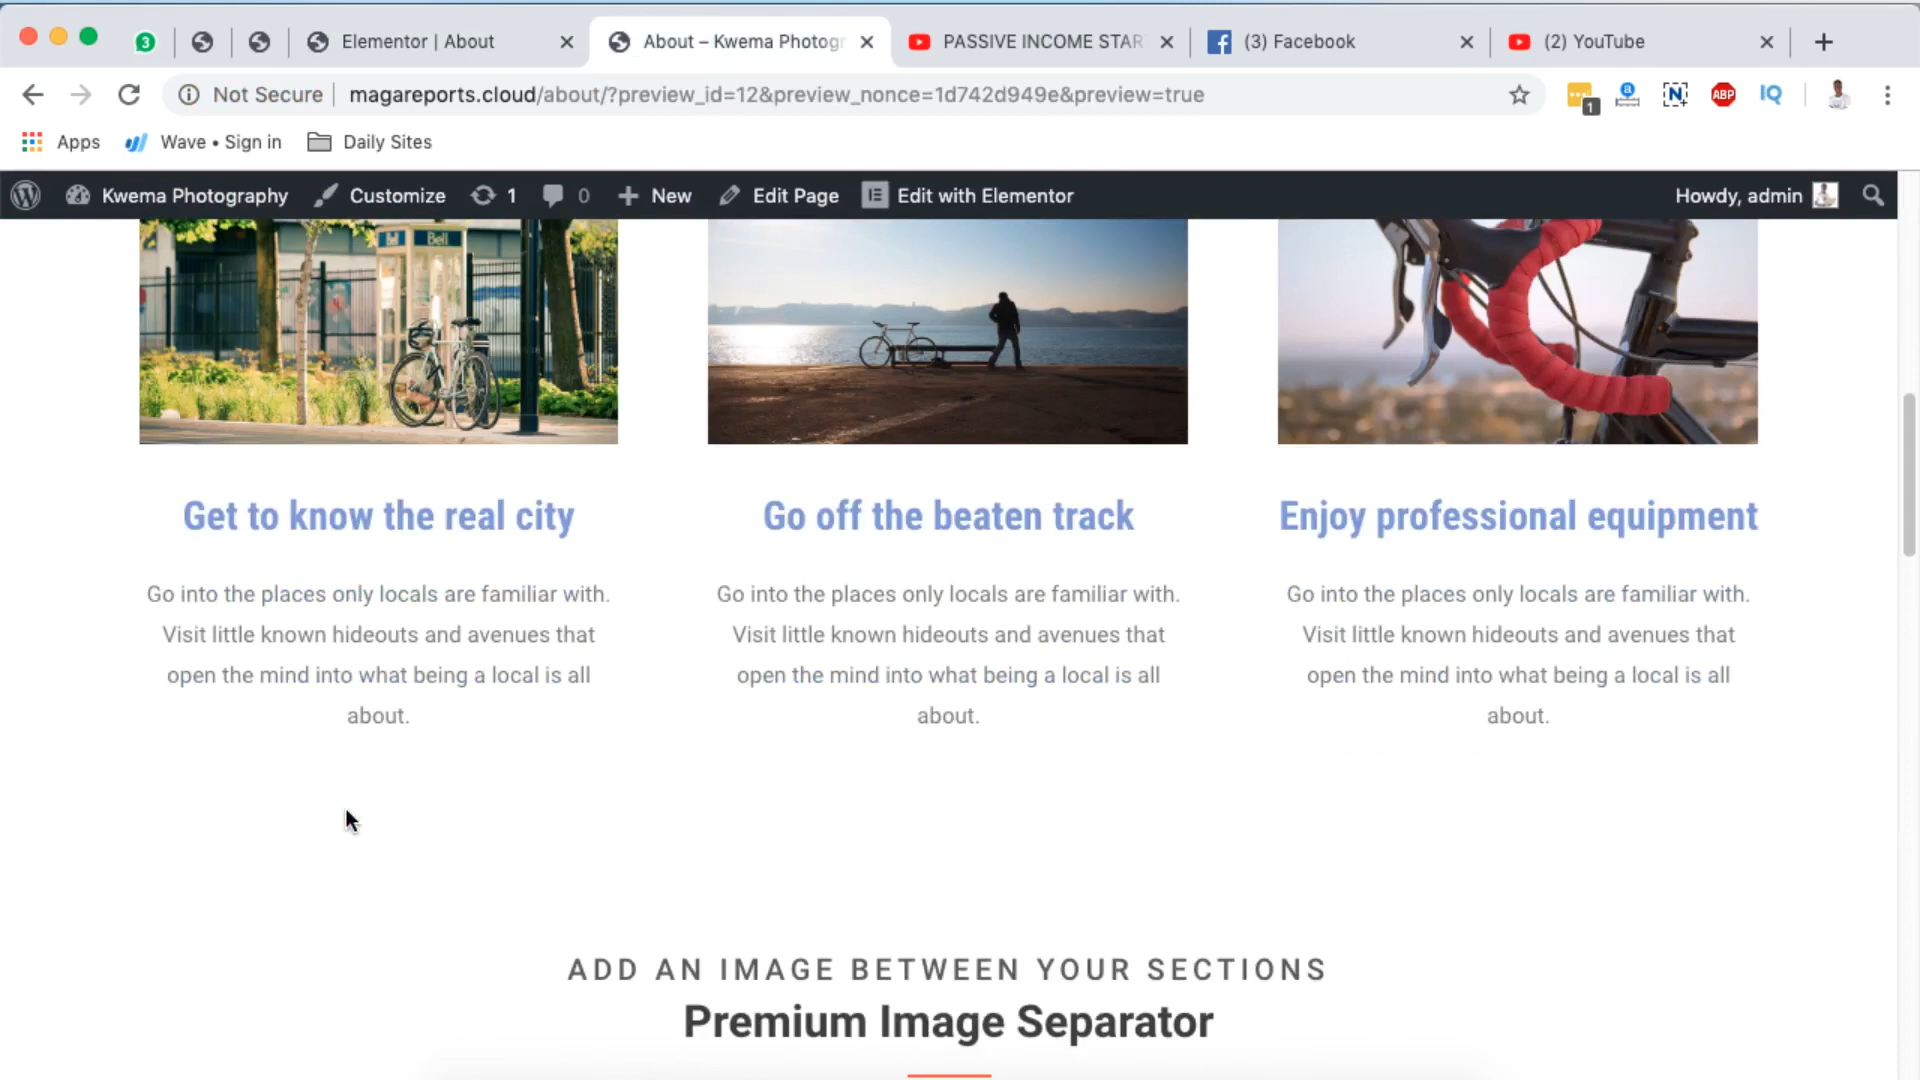 3
Elementor | About
About – Kwema Photogr
PASSIVE INCOME STAR
(3) Facebook
(2) YouTube
Not Secure
magareports.cloud/about/?preview_id=12&preview_nonce=1d742d949e&preview=true
1
ABP
IQ
Apps
Wave • Sign in
Daily Sites
Kwema Photography
Customize
1
0
New
Edit Page
Edit with Elementor
Howdy, admin
Bell
Bell
Get to know the real city
Go into the places only locals are familiar with.
Visit little known hideouts and avenues that
open the mind into what being a local is all
about.
Go off the beaten track
Go into the places only locals are familiar with.
Visit little known hideouts and avenues that
open the mind into what being a local is all
about.
Enjoy professional equipment
Go into the places only locals are familiar with.
Visit little known hideouts and avenues that
open the mind into what being a local is all
about.
ADD AN IMAGE BETWEEN YOUR SECTIONS
Premium Image Separator